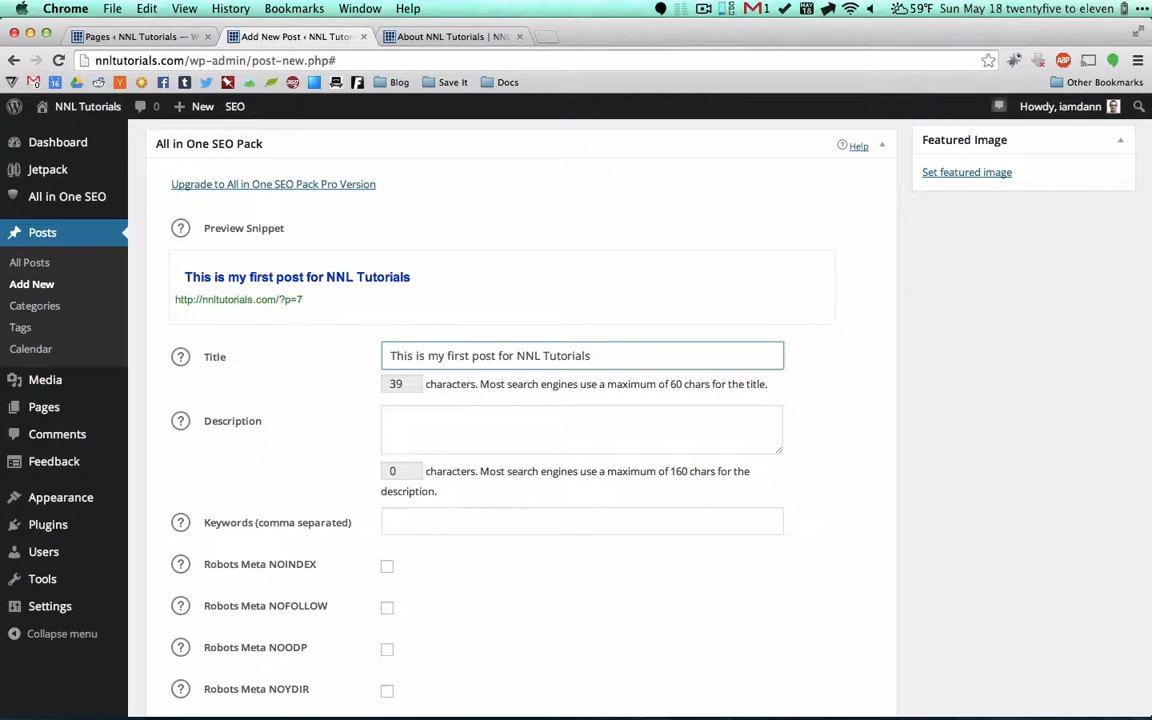 Chrome File Edit View History Bookmarks Window Help 1 MAY 18 59°F Sun May 18 twentyfive to eleven
Pages ‹ NNL Tutorials — W × Add New Post ‹ NNL Tutor × About NNL Tutorials | NNL ×
nnltutorials.com/wp-admin/post-new.php#
Blog Save It Docs Other Bookmarks
NNL Tutorials 0 New SEO Howdy, iamdann
Dashboard
Jetpack
All in One SEO
Posts
All Posts
Add New
Categories
Tags
Calendar
Media
Pages
Comments
Feedback
Appearance
Plugins
Users
Tools
Settings
Collapse menu
All in One SEO Pack
Help
Upgrade to All in One SEO Pack Pro Version
Preview Snippet
This is my first post for NNL Tutorials
http://nnltutorials.com/?p=7
Title This is my first post for NNL Tutorials
39 characters. Most search engines use a maximum of 60 chars for the title.
Description
0 characters. Most search engines use a maximum of 160 chars for the
description.
Keywords (comma separated)
Robots Meta NOINDEX
Robots Meta NOFOLLOW
Robots Meta NOODP
Robots Meta NOYDIR
Featured Image
Set featured image